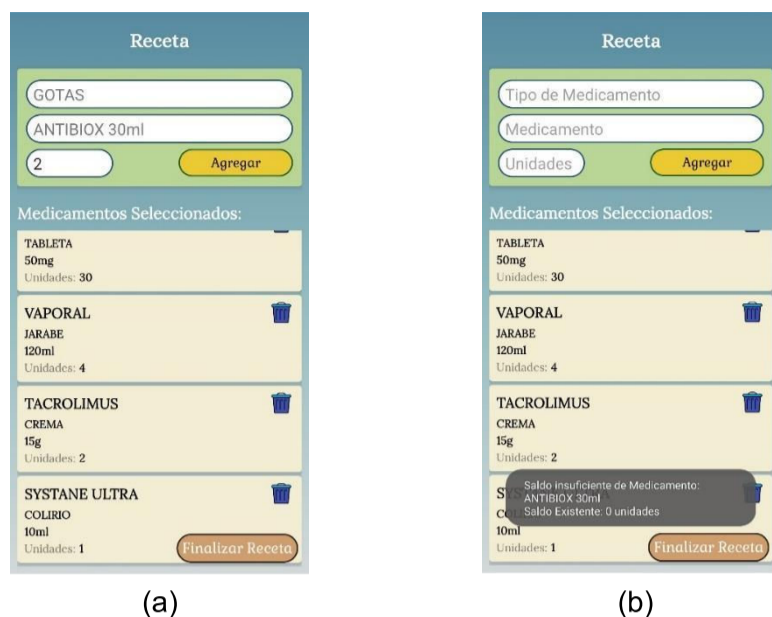 Receta
GOTAS
ANTIBIOX 30ml
2
Agregar
Medicamentos Seleccionados:
TABLETA
50mg
Unidades: 30
VAPORAL
JARABE
120ml
Unidades: 4
TACROLIMUS
CREMA
15g
Unidades: 2
SYSTANE ULTRA
COLIRIO
10ml
Unidades: 1
Finalizar Receta
(a)
Receta
Tipo de Medicamento
Medicamento
Unidades
Agregar
Medicamentos Seleccionados:
TABLETA
50mg
Unidades: 30
VAPORAL
JARABE
120ml
Unidades: 4
TACROLIMUS
CREMA
15g
Unidades: 2
Saldo insuficiente de Medicamento:
ANTIBIOX 30ml
Saldo Existente: 0 unidades
10ml
Unidades: 1
Finalizar Receta
(b)